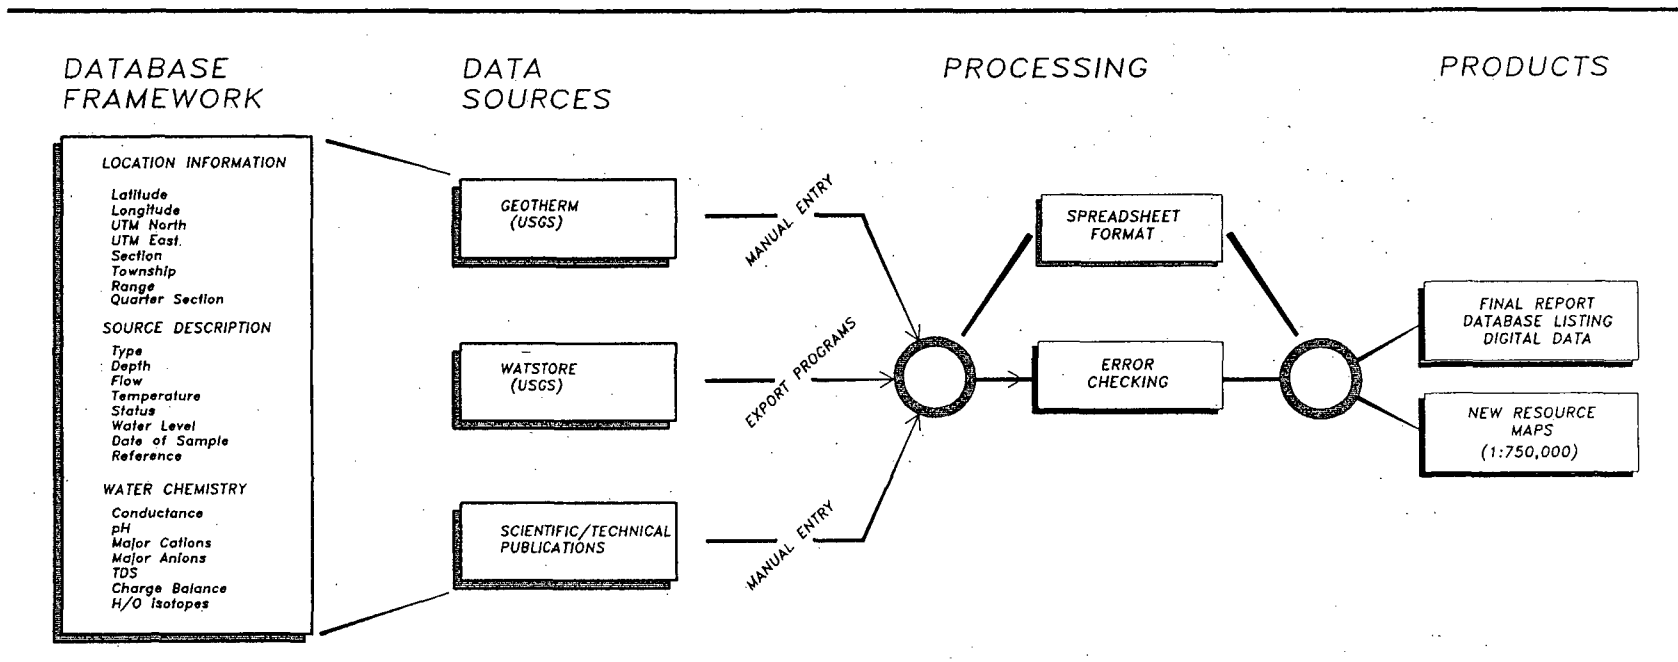 DATABASE
FRAMEWORK
LOCATION INFORMATION
Latitude
Longitude
UTM North
UTM East.
Section
Township
Range
Quarter Section
SOURCE DESCRIPTION
Type
Depth
Flow
Temperature
Status
Water Level
Date of Sample
Reference
WATER CHEMISTRY
Conductance
pH
Major Cations
Major Anions
TDS
Charge Balance
H/O Isotopes
DATA
SOURCES
GEOTHERM
(USGS)
WATSTORE
(USGS)
SCIENTIFIC/TECHNICAL
PUBLICATIONS
MANUAL ENTRY
EXPORT PROGRAMS
MANUAL ENTRY
PROCESSING
SPREADSHEET
FORMAT
ERROR
CHECKING
PRODUCTS
FINAL REPORT
DATABASE LISTING
DIGITAL DATA
NEW RESOURCE
MAPS
(1:750,000)